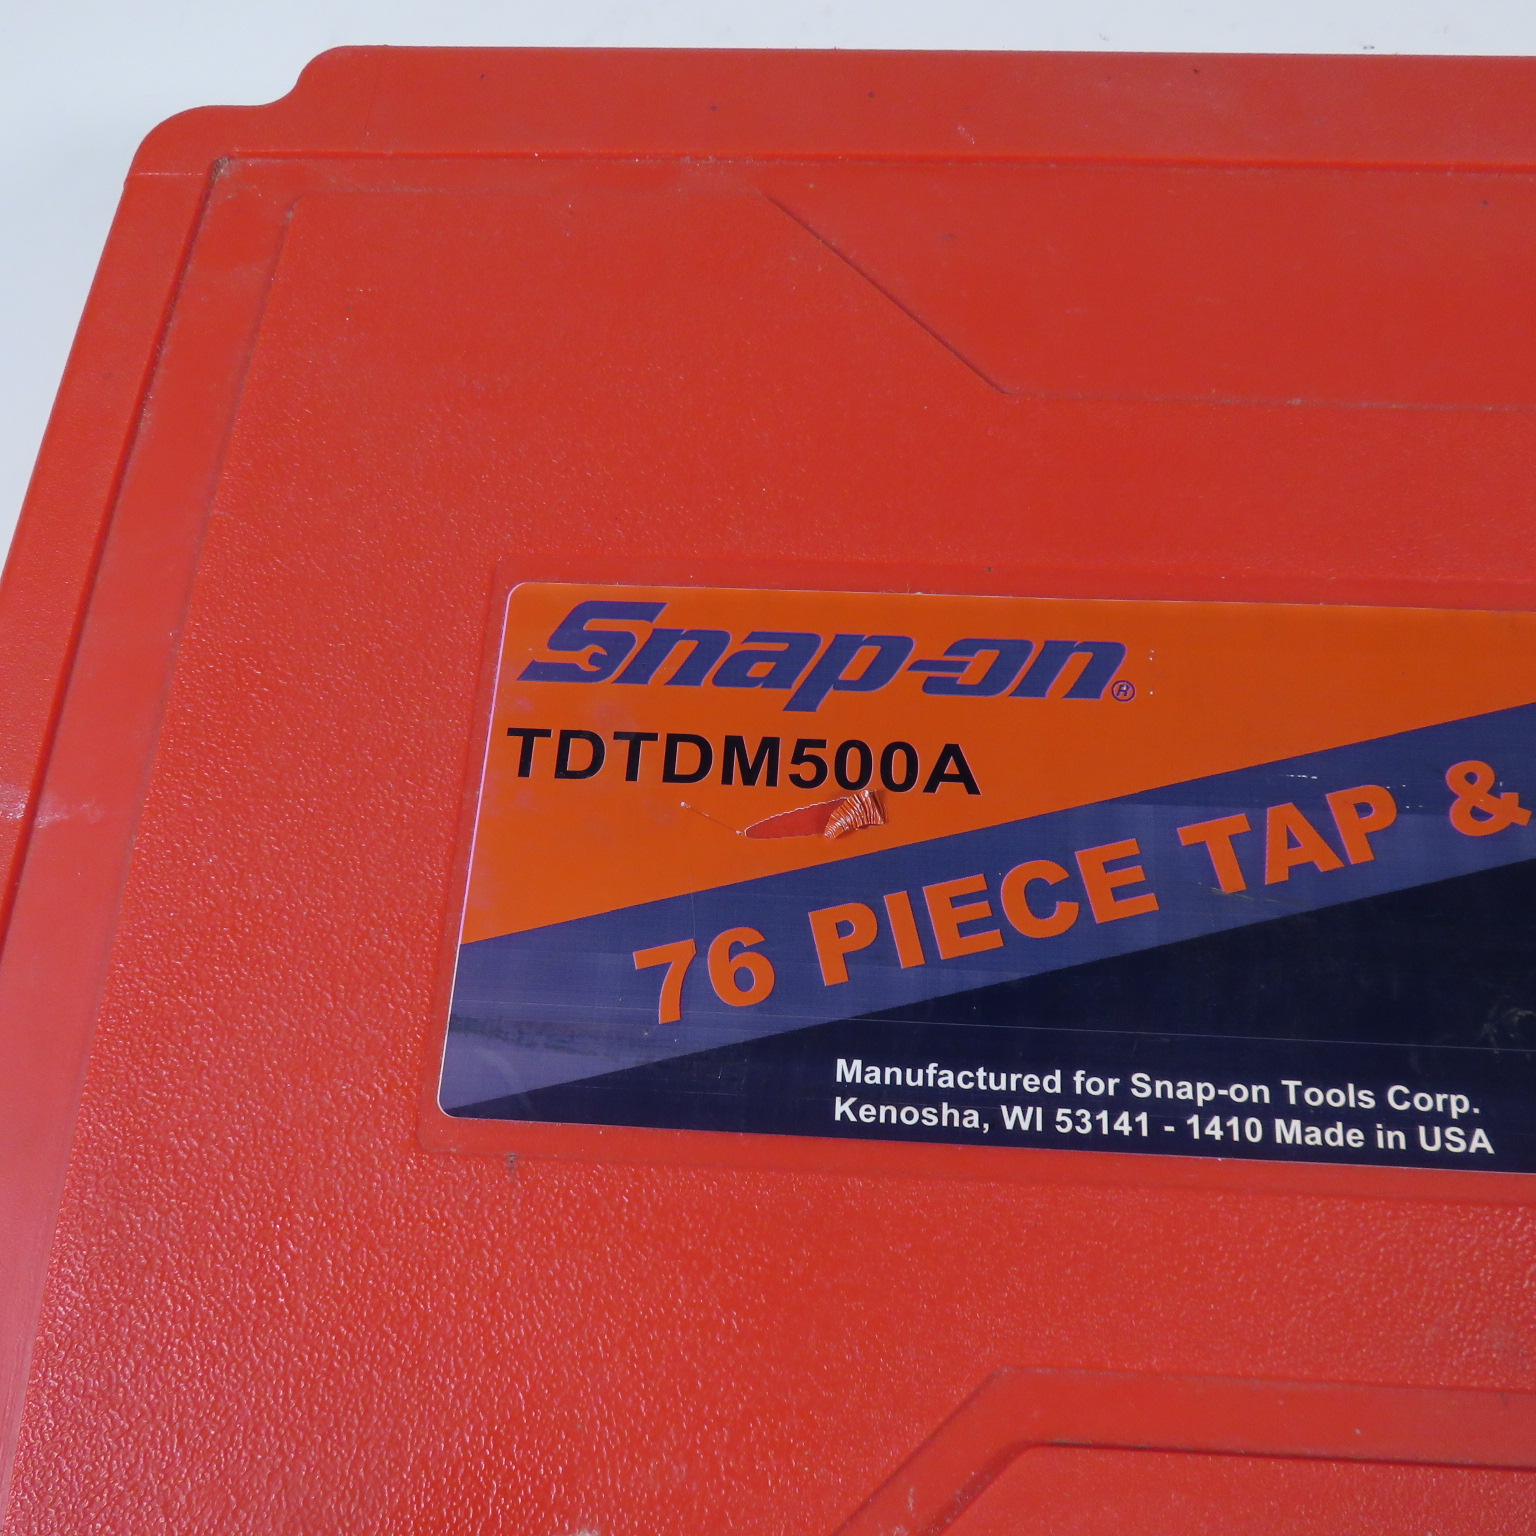 Snap-on®
TDTDM500A
76 PIECE TAP &
Manufactured for Snap-on Tools Corp.
Kenosha, WI 53141 - 1410 Made in USA